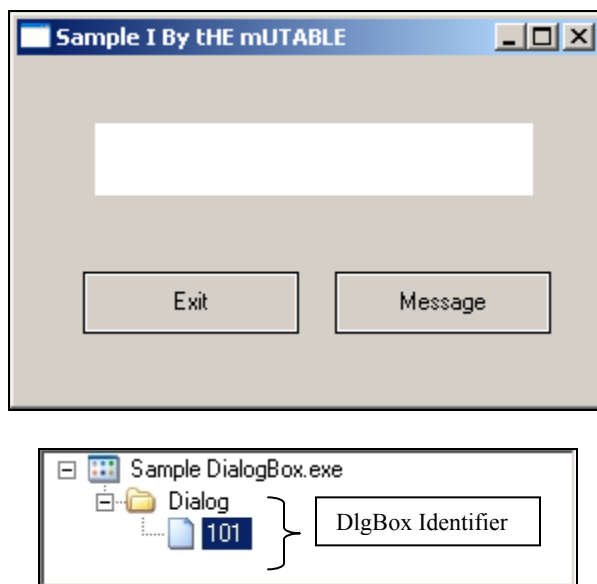 Sample I By tHE mUTABLE
Exit Message
Sample DialogBox.exe
Dialog
101
DlgBox Identifier